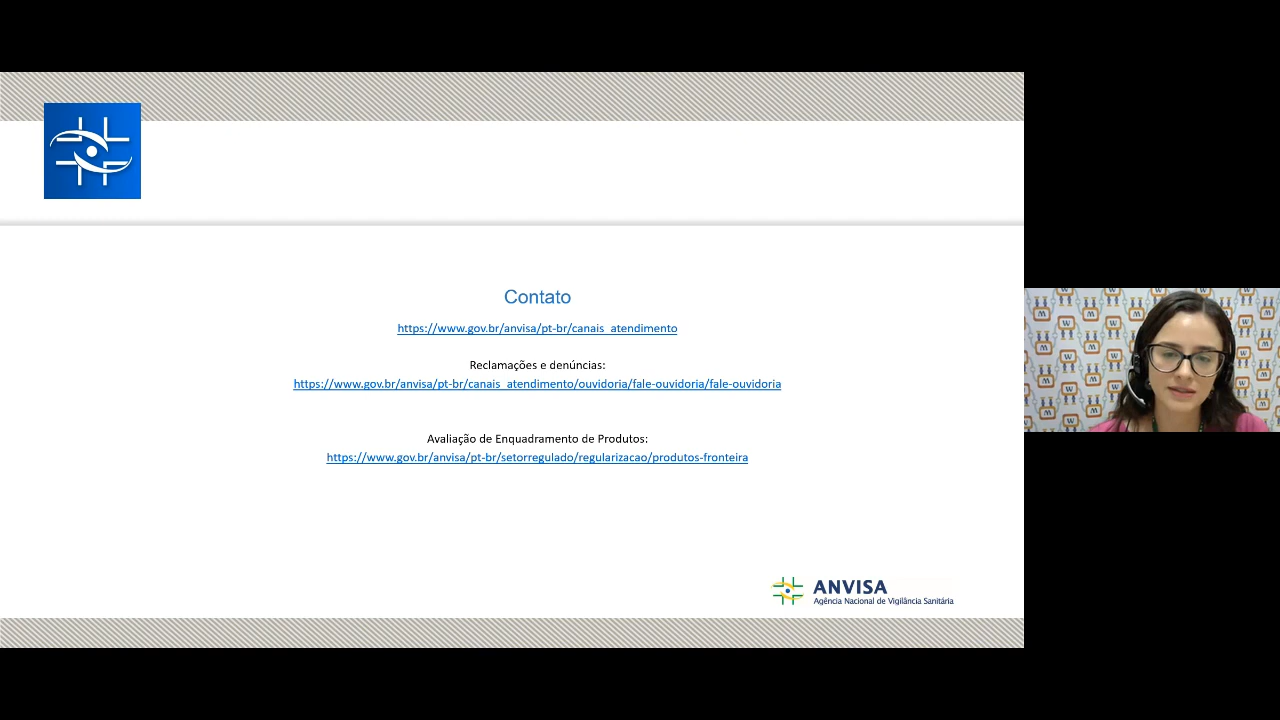 Contato
https://www.gov.br/anvisa/pt-br/canais_atendimento
Reclamações e denúncias:
https://www.gov.br/anvisa/pt-br/canais_atendimento/ouvidoria/fale-ouvidoria/fale-ouvidoria
Avaliação de Enquadramento de Produtos:
https://www.gov.br/anvisa/pt-br/setorregulado/regularizacao/produtos-fronteira
ANVISA
Agência Nacional de Vigilância Sanitária